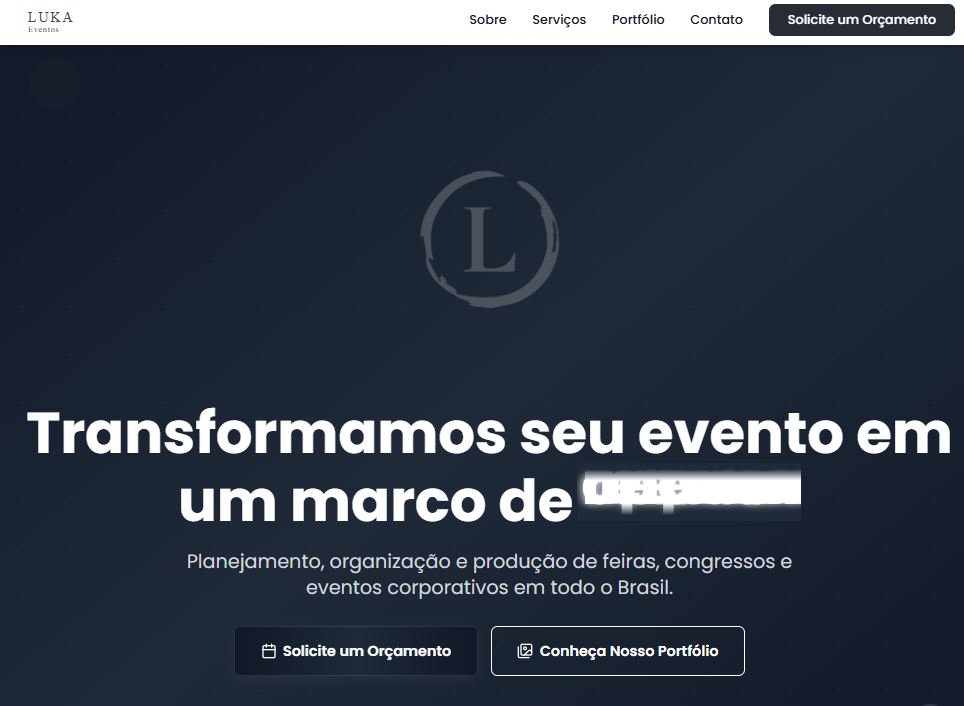 LUKA
Eventos
Sobre Serviços Portfólio Contato Solicite um Orçamento
L
Transformamos seu evento em
um marco de
Planejamento, organização e produção de feiras, congressos e
eventos corporativos em todo o Brasil.
Solicite um Orçamento Conheça Nosso Portfólio